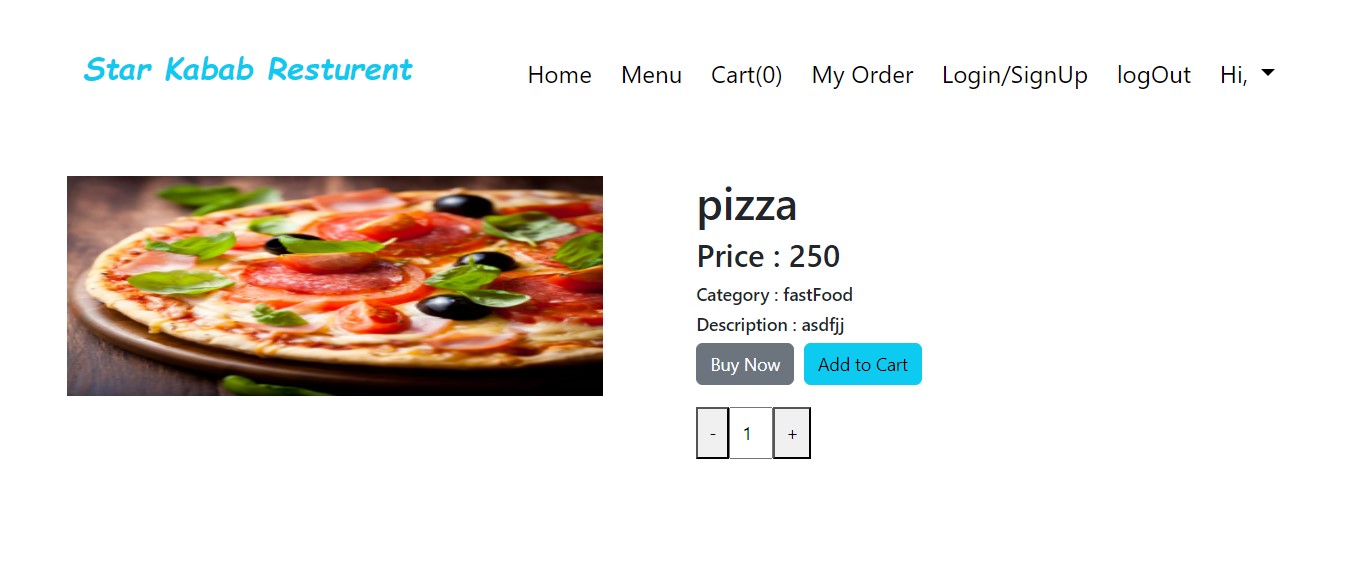 Star Kabab Resturent
Home Menu Cart(0) My Order Login/SignUp logOut Hi,
pizza
Price : 250
Category : fastFood
Description : asdfjj
Buy Now Add to Cart
- 1 +